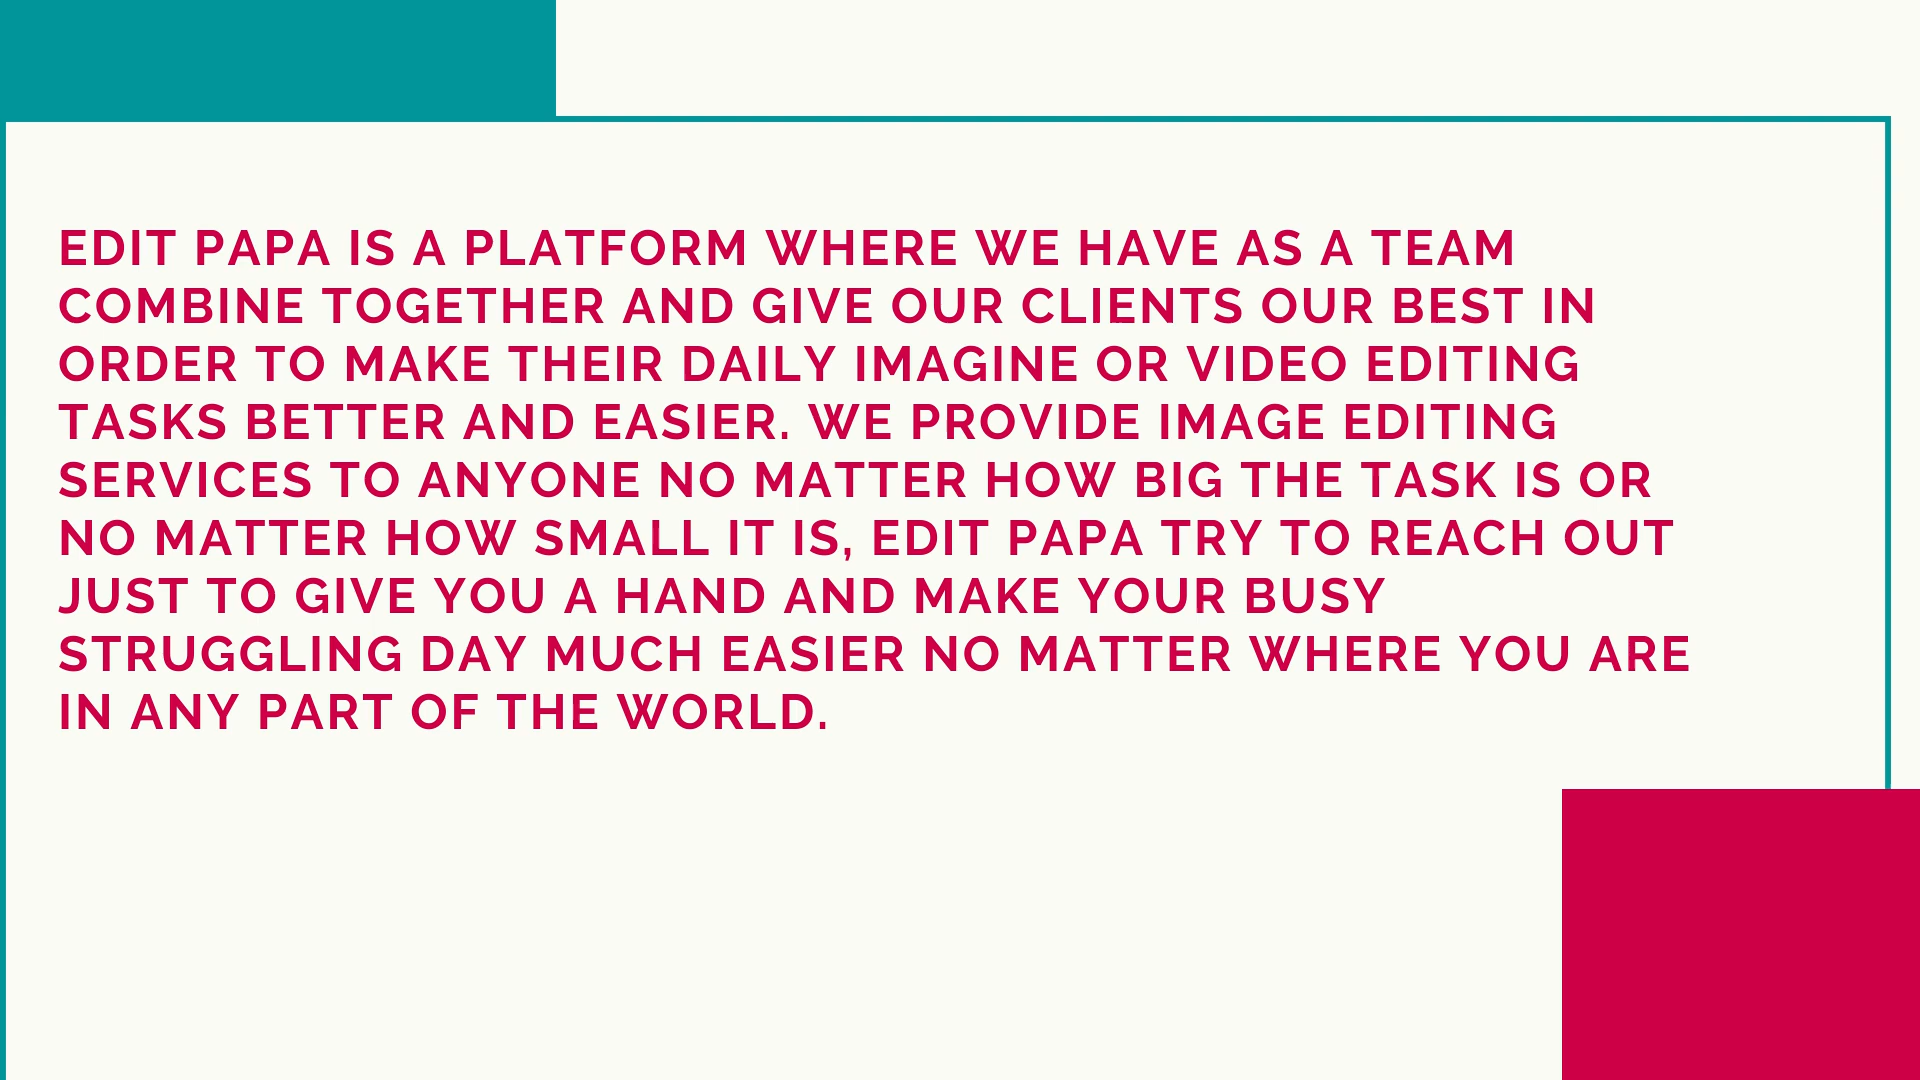 EDIT PAPA IS A PLATFORM WHERE WE HAVE AS A TEAM
COMBINE TOGETHER AND GIVE OUR CLIENTS OUR BEST IN
ORDER TO MAKE THEIR DAILY IMAGINE OR VIDEO EDITING
TASKS BETTER AND EASIER. WE PROVIDE IMAGE EDITING
SERVICES TO ANYONE NO MATTER HOW BIG THE TASK IS OR
NO MATTER HOW SMALL IT IS, EDIT PAPA TRY TO REACH OUT
JUST TO GIVE YOU A HAND AND MAKE YOUR BUSY
STRUGGLING DAY MUCH EASIER NO MATTER WHERE YOU ARE
IN ANY PART OF THE WORLD.